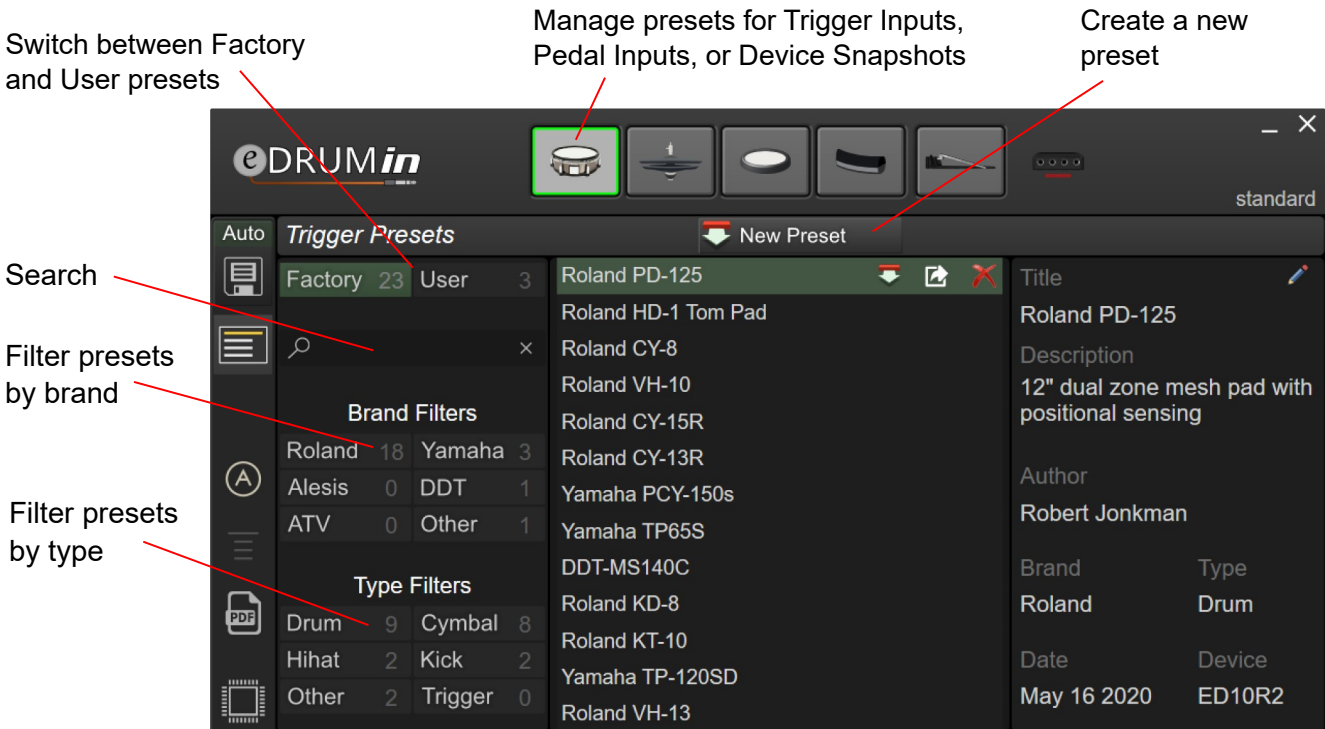 Switch between Factory
and User presets
Manage presets for Trigger Inputs,
Pedal Inputs, or Device Snapshots
Create a new
preset
eDRUMin
standard
Auto
Trigger Presets
New Preset
Search
Filter presets
by brand
Filter presets
by type
Factory 23 User 3
Brand Filters
Roland 18 Yamaha 3
Alesis 0 DDT 1
ATV 0 Other 1
Type Filters
Drum 9 Cymbal 8
Hihat 2 Kick 2
Other 2 Trigger 0
A
PDF
Roland PD-125
Roland HD-1 Tom Pad
Roland CY-8
Roland VH-10
Roland CY-15R
Roland CY-13R
Yamaha PCY-150s
Yamaha TP65S
DDT-MS140C
Roland KD-8
Roland KT-10
Yamaha TP-120SD
Roland VH-13
Title
Roland PD-125
Description
12" dual zone mesh pad with
positional sensing
Author
Robert Jonkman
Brand Type
Roland Drum
Date Device
May 16 2020 ED10R2